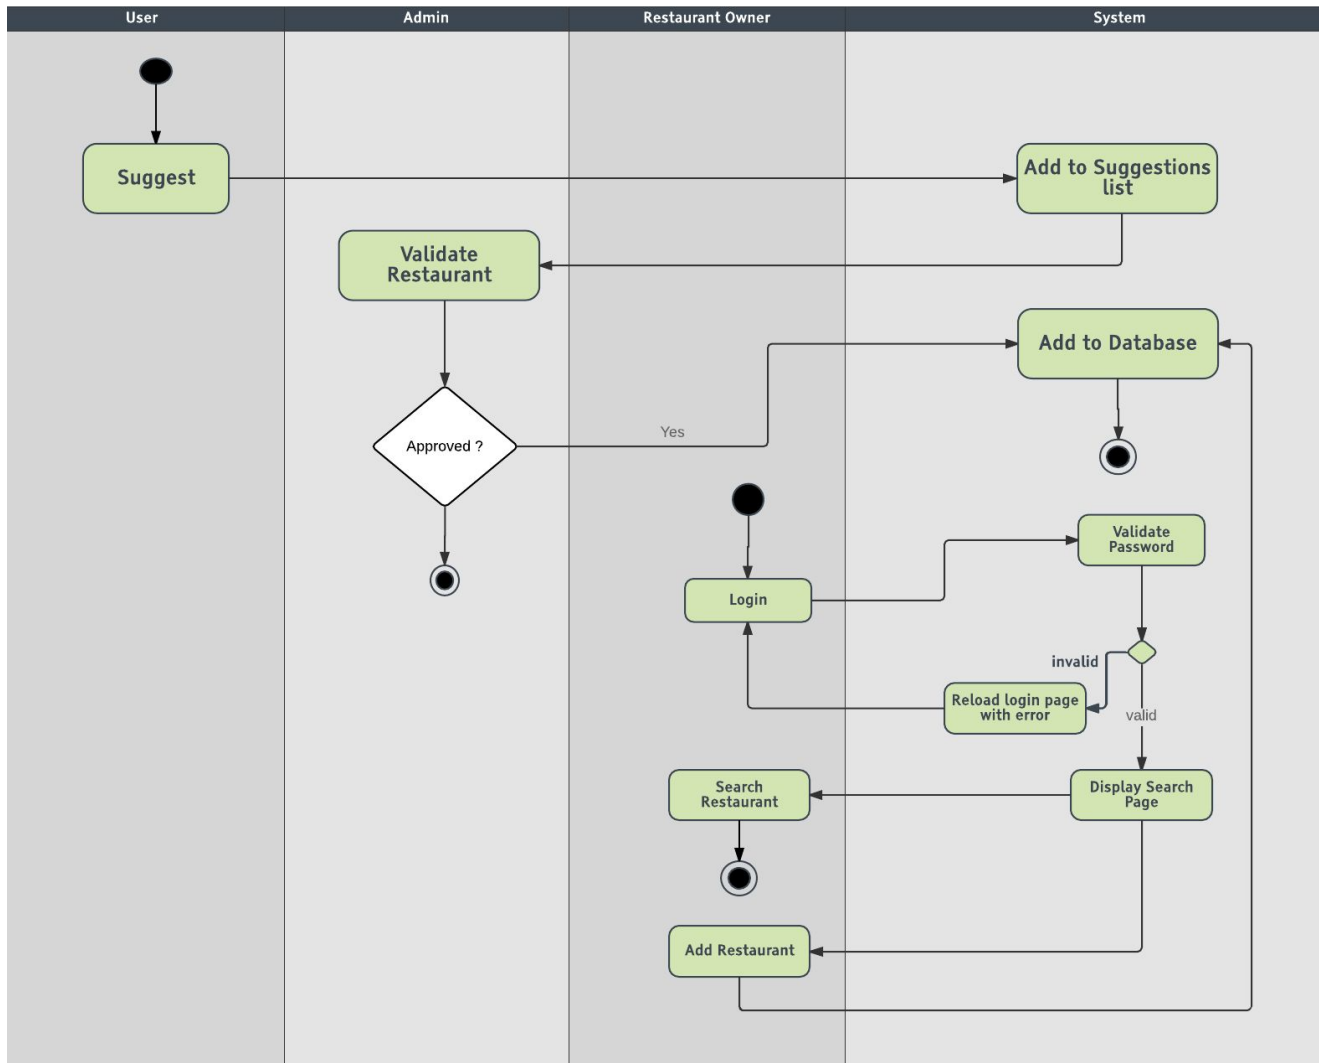 User
Admin
Restaurant Owner
System
Suggest
Add to Suggestions
list
Validate
Restaurant
Add to Database
Approved ?
Yes
Validate
Password
Login
invalid
Reload login page
with error
valid
Search
Restaurant
Display Search
Page
Add Restaurant